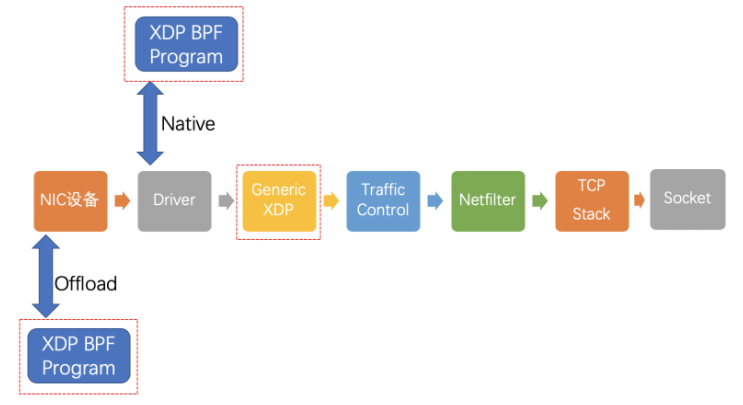 XDP BPF
Program
Native
NIC设备
Driver
Generic
XDP
Traffic
Control
Netfilter
TCP
Stack
Socket
Offload
XDP BPF
Program